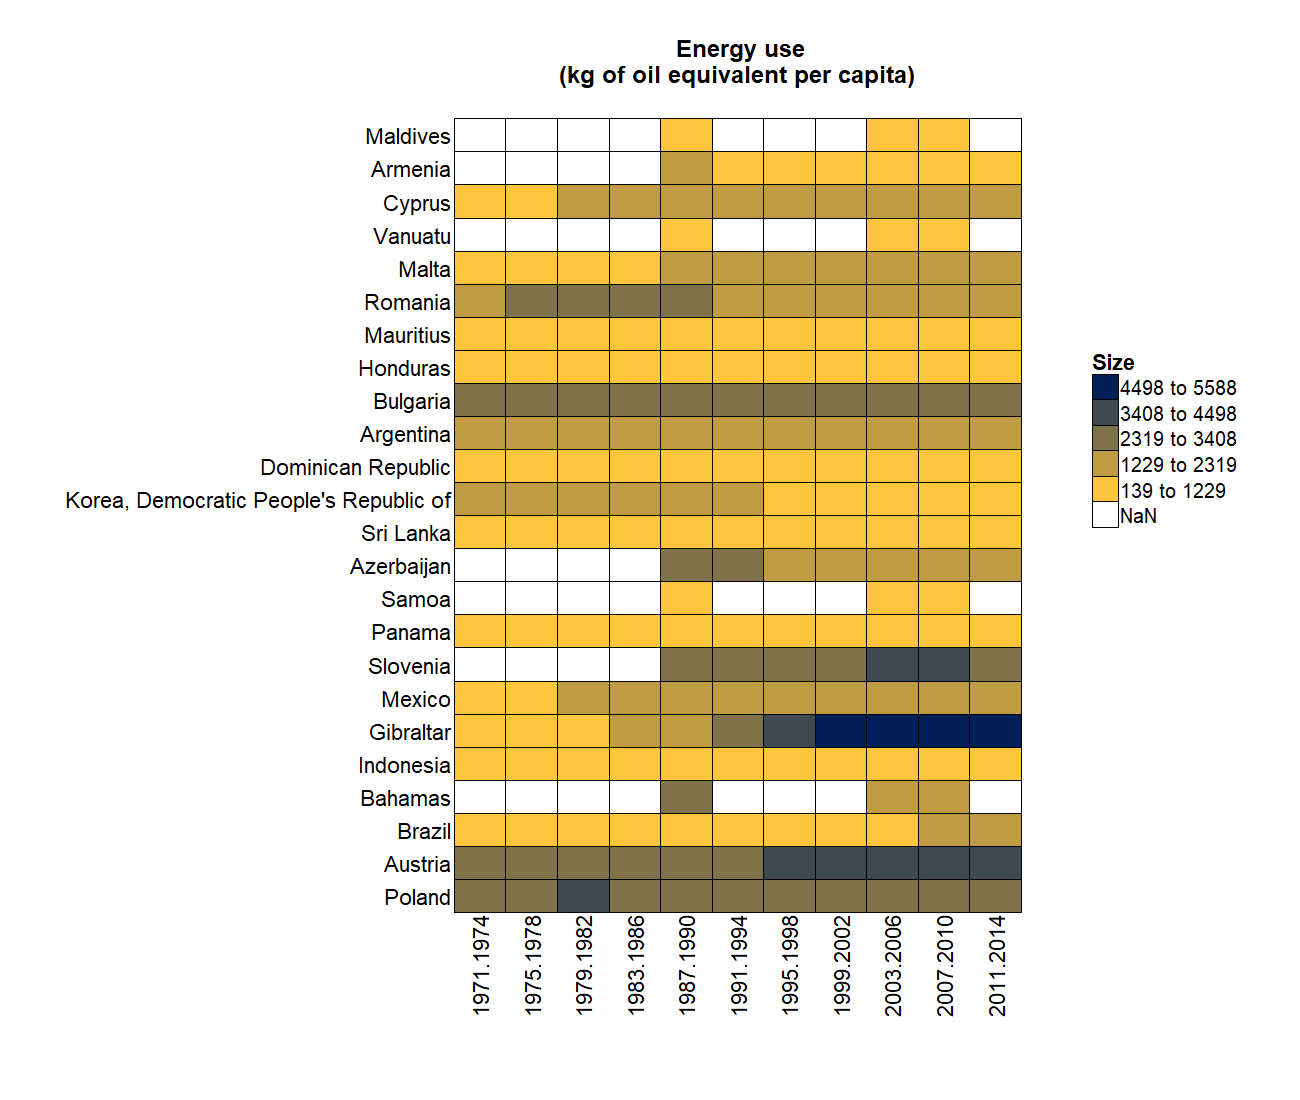 Energy use
(kg of oil equivalent per capita)
Maldives
Armenia
Cyprus
Vanuatu
Malta
Romania
Mauritius
Honduras
Bulgaria
Argentina
Dominican Republic
Korea, Democratic People's Republic of
Sri Lanka
Azerbaijan
Samoa
Panama
Slovenia
Mexico
Gibraltar
Indonesia
Bahamas
Brazil
Austria
Poland
1971.1974
1975.1978
1979.1982
1983.1986
1987.1990
1991.1994
1995.1998
1999.2002
2003.2006
2007.2010
2011.2014
Size
4498 to 5588
3408 to 4498
2319 to 3408
1229 to 2319
139 to 1229
NaN